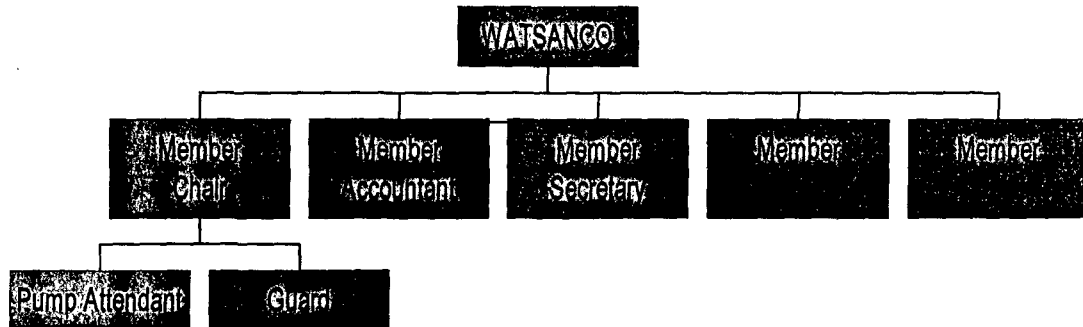 WATSANCO
Member
Chair
Member
Accountant
Member
Secretary
Member
Member
Pump Attendant
Guard